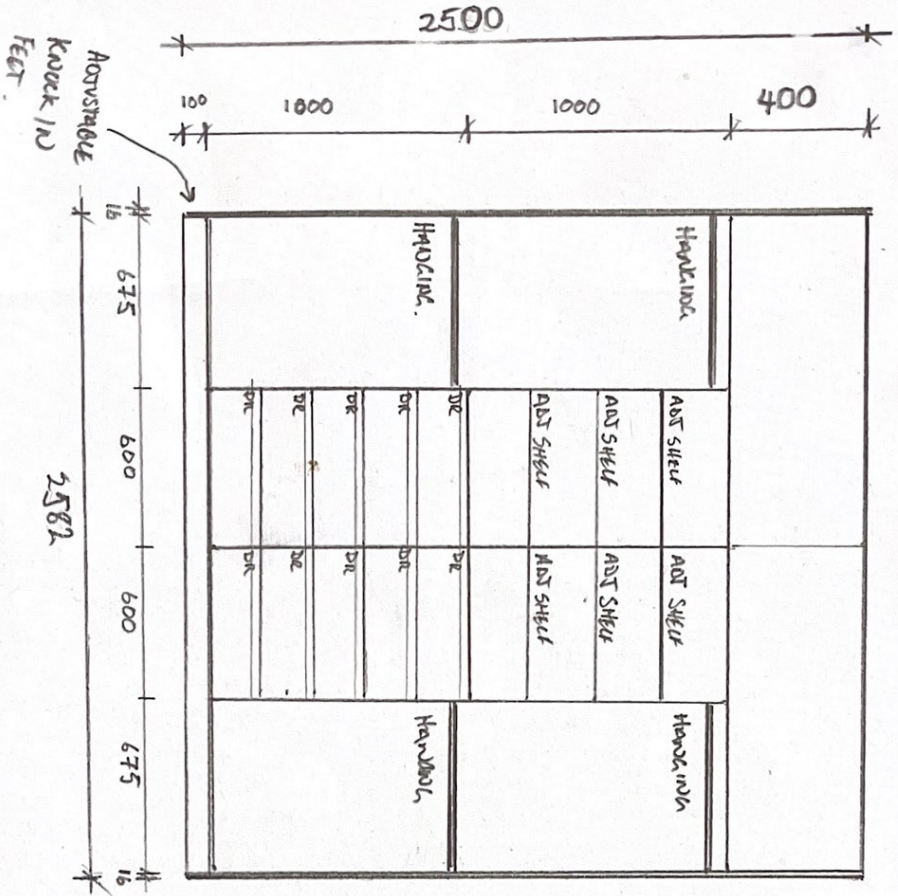 2500
400
1000
1000
100
HANGING
ADJ SHELF
ADJ SHELF
HANGING
ADJ SHELF
ADJ SHELF
ADJ SHELF
ADJ SHELF
DR
DR
HANGING.
DR
DR
HANGING
DR
DR
DR
DR
DR
DR
16
675
600
600
675
16
2582
ADJUSTABLE
KNOCK IN
FEET.